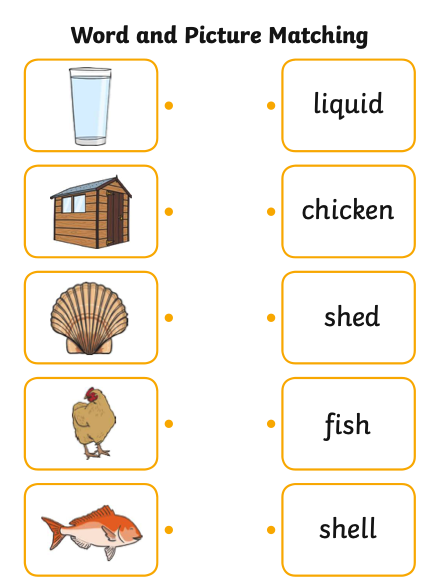 Word and Picture Matching
liquid
chicken
shed
fish
shell